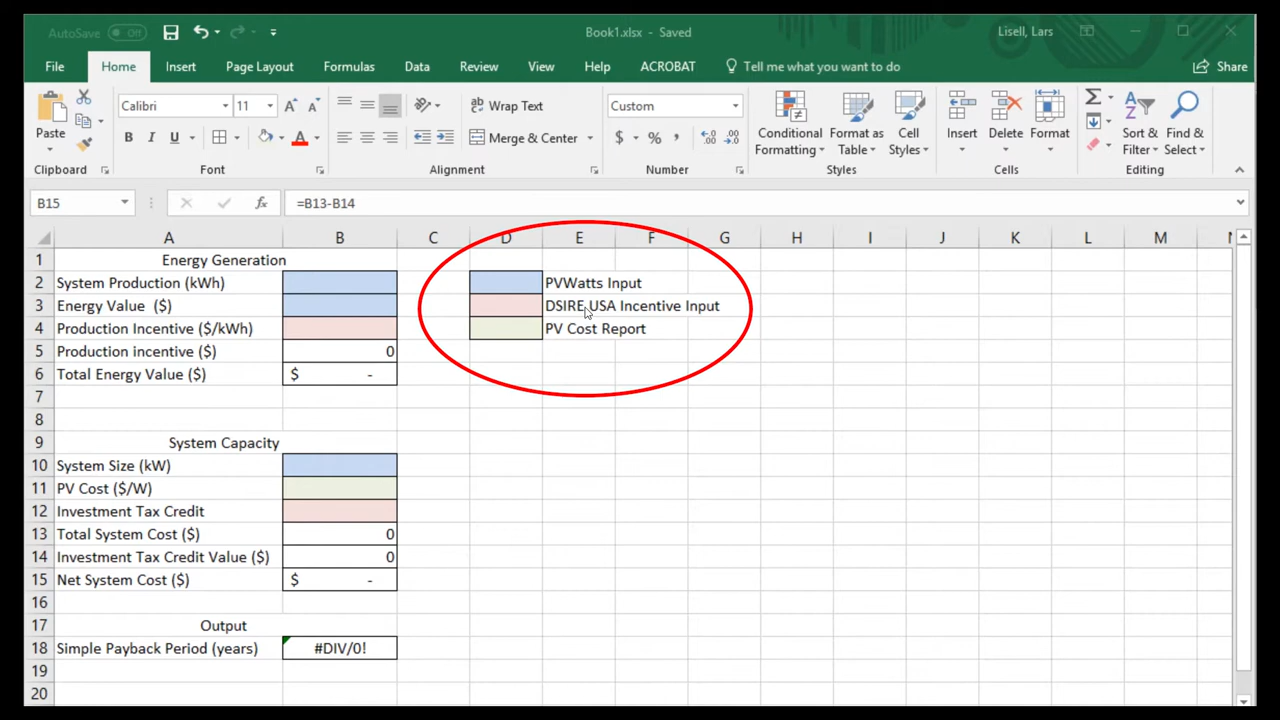 AutoSave Off Book1.xlsx - Saved Lisell, Lars
File Home Insert Page Layout Formulas Data Review View Help ACROBAT Tell me what you want to do Share
Calibri 11 Wrap Text Custom
Paste B I U Merge & Center $ % , Conditional Formatting Format as Table Cell Styles Insert Delete Format Sort & Filter Find & Select
Clipboard Font Alignment Number Styles Cells Editing
B15 fx =B13-B14
A B C D E F G H I J K L M
1 Energy Generation
2 System Production (kWh) PVWatts Input
3 Energy Value ($) DSIRE USA Incentive Input
4 Production Incentive ($/kWh) PV Cost Report
5 Production incentive ($) 0
6 Total Energy Value ($) $ -
7
8
9 System Capacity
10 System Size (kW)
11 PV Cost ($/W)
12 Investment Tax Credit
13 Total System Cost ($) 0
14 Investment Tax Credit Value ($) 0
15 Net System Cost ($) $ -
16
17 Output
18 Simple Payback Period (years) #DIV/0!
19
20